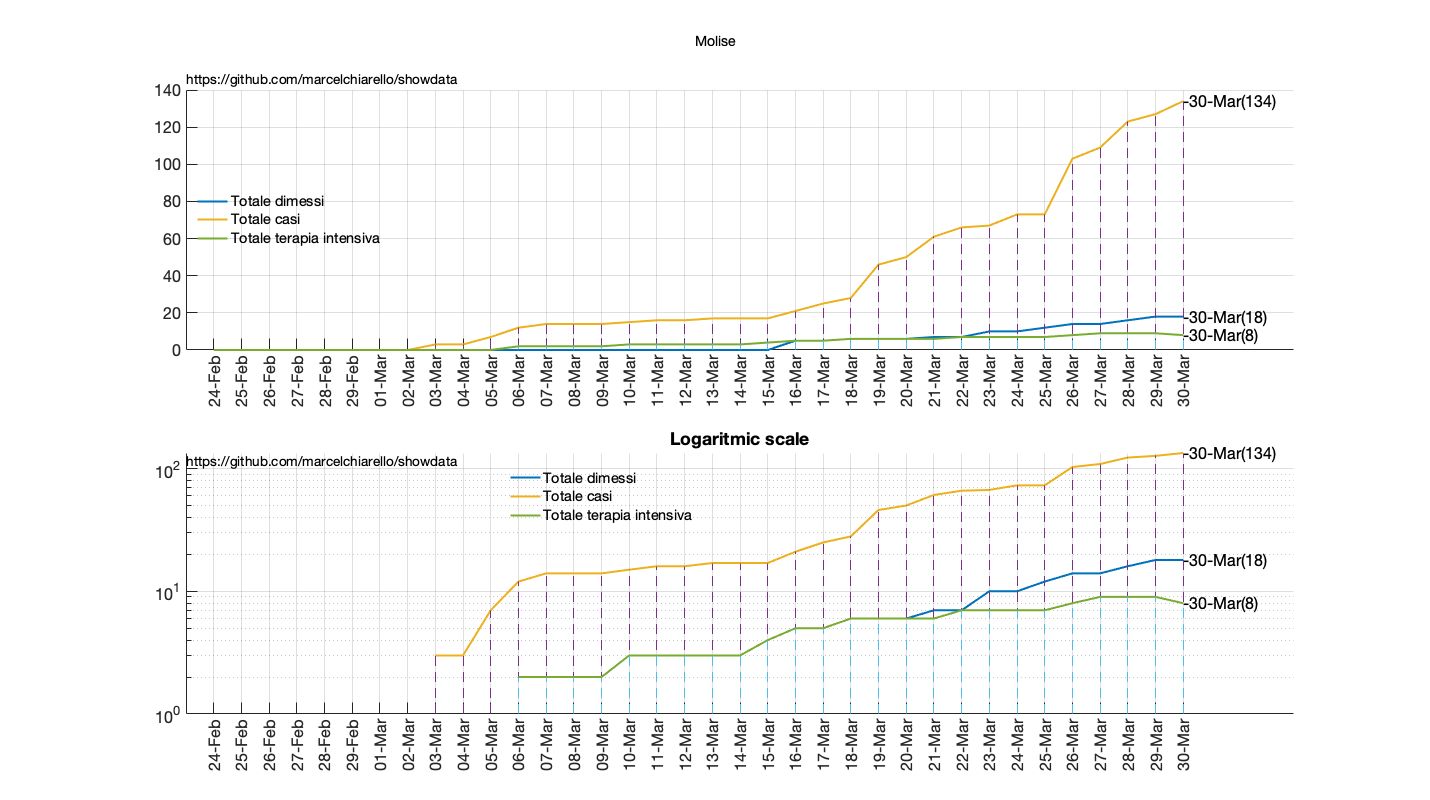 Molise
https://github.com/marcelchiarello/showdata
140
120
100
80
60
40
20
0
Totale dimessi
Totale casi
Totale terapia intensiva
-30-Mar(134)
-30-Mar(18)
-30-Mar(8)
24-Feb
25-Feb
26-Feb
27-Feb
28-Feb
29-Feb
01-Mar
02-Mar
03-Mar
04-Mar
05-Mar
06-Mar
07-Mar
08-Mar
09-Mar
10-Mar
11-Mar
12-Mar
13-Mar
14-Mar
15-Mar
16-Mar
17-Mar
18-Mar
19-Mar
20-Mar
21-Mar
22-Mar
23-Mar
24-Mar
25-Mar
26-Mar
27-Mar
28-Mar
29-Mar
30-Mar
Logaritmic scale
https://github.com/marcelchiarello/showdata
10²
10¹
10⁰
Totale dimessi
Totale casi
Totale terapia intensiva
-30-Mar(134)
-30-Mar(18)
-30-Mar(8)
24-Feb
25-Feb
26-Feb
27-Feb
28-Feb
29-Feb
01-Mar
02-Mar
03-Mar
04-Mar
05-Mar
06-Mar
07-Mar
08-Mar
09-Mar
10-Mar
11-Mar
12-Mar
13-Mar
14-Mar
15-Mar
16-Mar
17-Mar
18-Mar
19-Mar
20-Mar
21-Mar
22-Mar
23-Mar
24-Mar
25-Mar
26-Mar
27-Mar
28-Mar
29-Mar
30-Mar